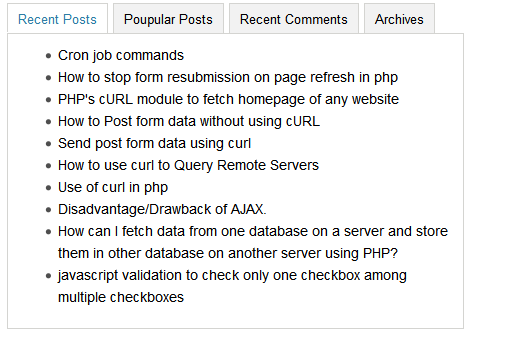 Recent Posts Poupular Posts Recent Comments Archives
Cron job commands
How to stop form resubmission on page refresh in php
PHP's cURL module to fetch homepage of any website
How to Post form data without using cURL
Send post form data using curl
How to use curl to Query Remote Servers
Use of curl in php
Disadvantage/Drawback of AJAX.
How can I fetch data from one database on a server and store
them in other database on another server using PHP?
javascript validation to check only one checkbox among
multiple checkboxes